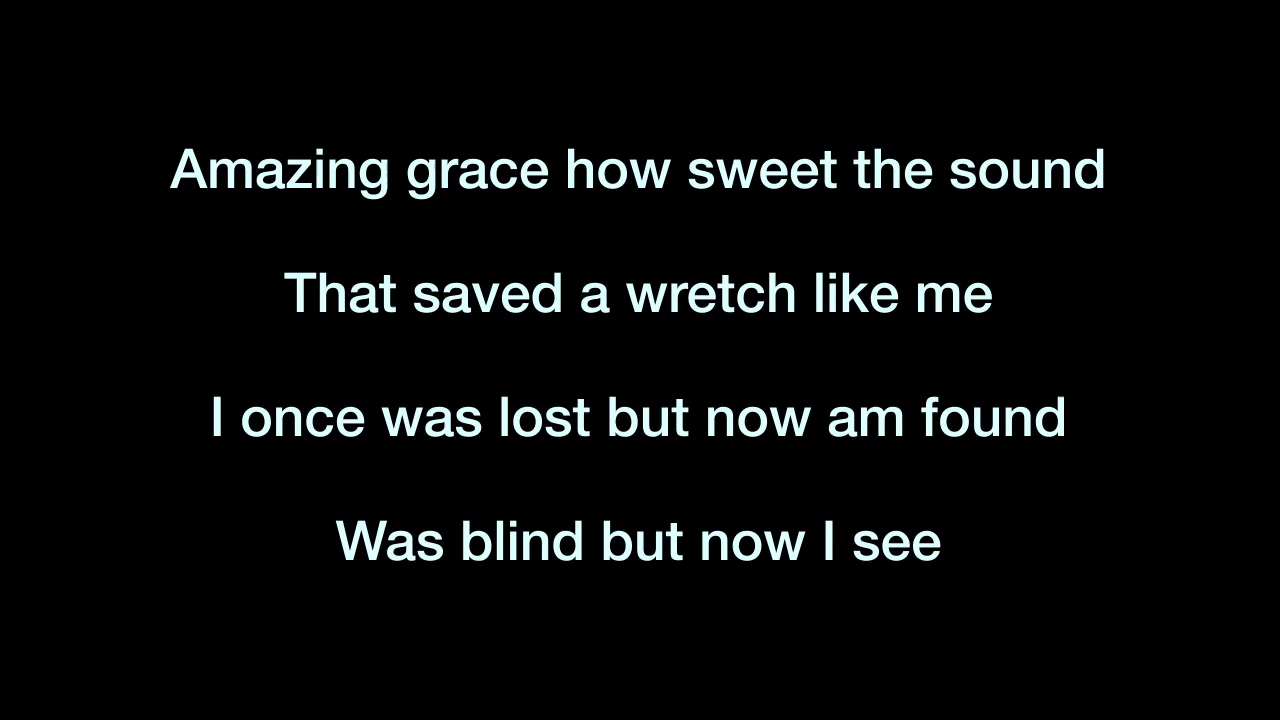 Amazing grace how sweet the sound
That saved a wretch like me
I once was lost but now am found
Was blind but now I see